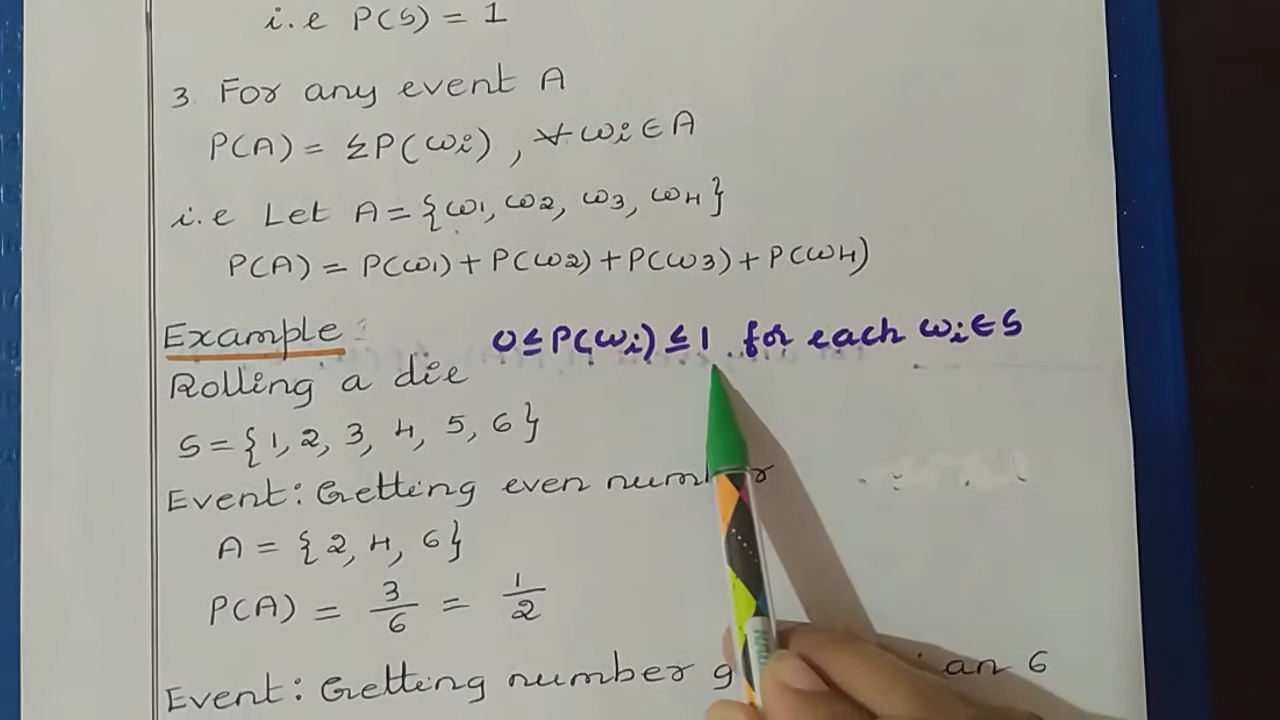 i.e P(S) = 1
3. For any event A
P(A) = ΣP(ωi) , ∀ ωi ∈ A
i.e Let A = {ω1, ω2, ω3, ω4}
P(A) = P(ω1) + P(ω2) + P(ω3) + P(ω4)
Example :
0 ≤ P(ωi) ≤ 1 for each ωi ∈ S
Rolling a die
S = {1, 2, 3, 4, 5, 6}
Event: Getting even number
A = {2, 4, 6}
P(A) = 3/6 = 1/2
Event: Getting number 6